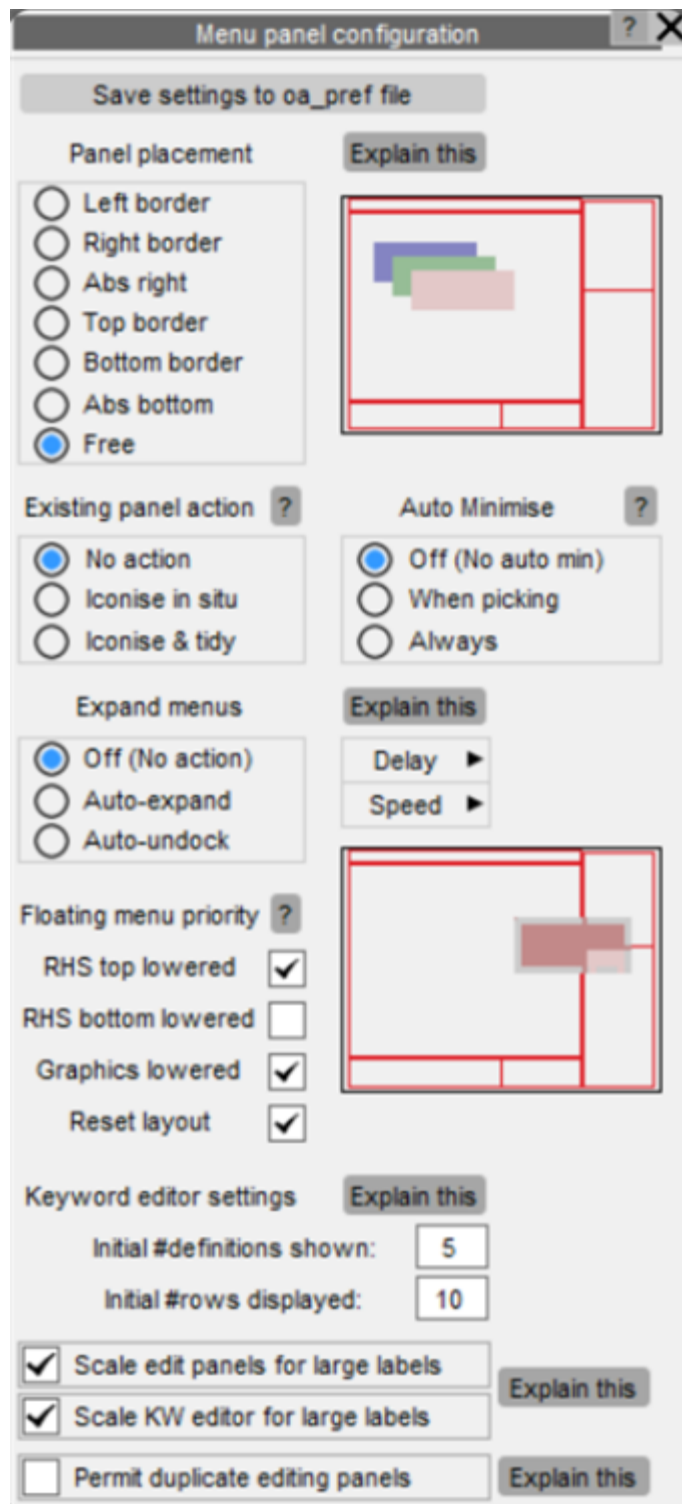 Menu panel configuration ?
Save settings to oa_pref file
Panel placement Explain this
Left border
Right border
Abs right
Top border
Bottom border
Abs bottom
Free
Existing panel action ? Auto Minimise ?
No action Off (No auto min)
Iconise in situ When picking
Iconise & tidy Always
Expand menus Explain this
Off (No action) Delay
Auto-expand Speed
Auto-undock
Floating menu priority ?
RHS top lowered
RHS bottom lowered
Graphics lowered
Reset layout
Keyword editor settings Explain this
Initial #definitions shown: 5
Initial #rows displayed: 10
Scale edit panels for large labels
Explain this
Scale KW editor for large labels
Permit duplicate editing panels Explain this